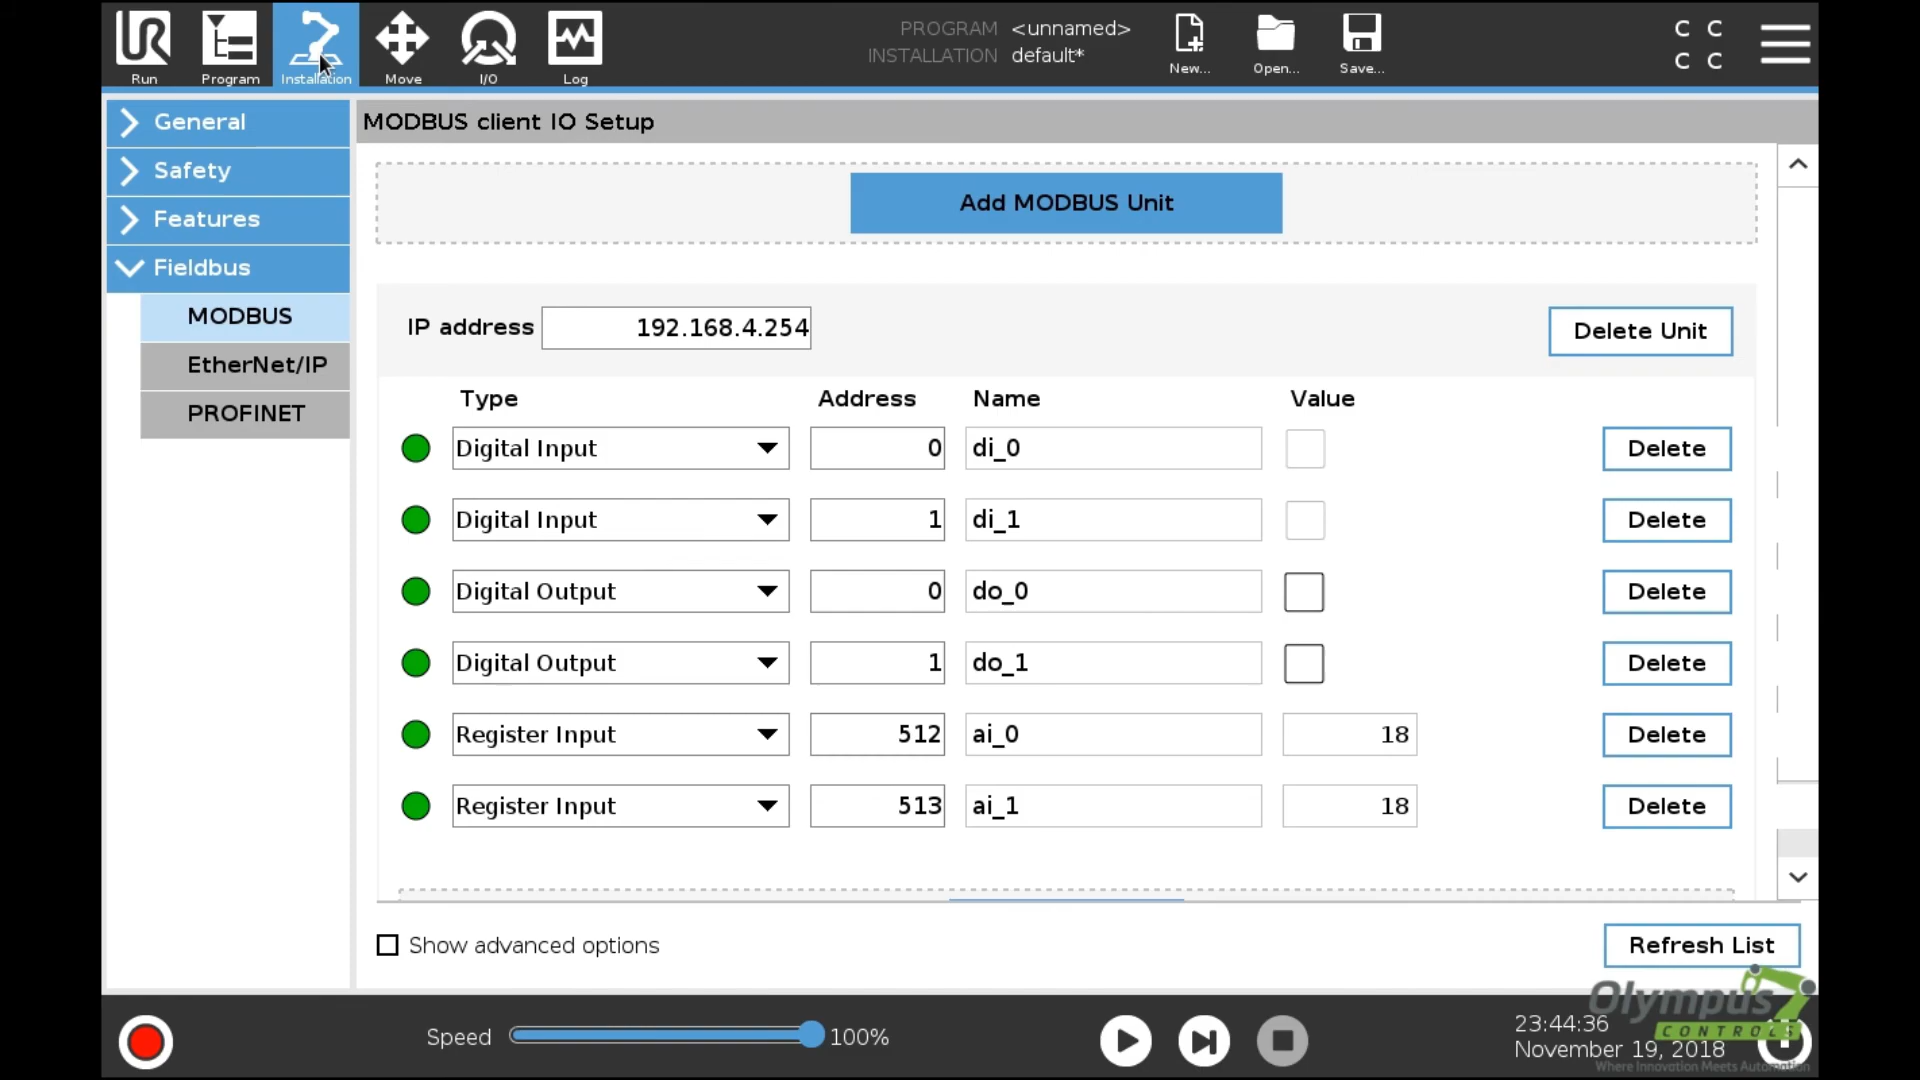 Run
Program
Installation
Move
I/O
Log
PROGRAM <unnamed>
INSTALLATION default*
New...
Open...
Save...
C C
C C
General
Safety
Features
Fieldbus
MODBUS
EtherNet/IP
PROFINET
MODBUS client IO Setup
Add MODBUS Unit
IP address 192.168.4.254
Delete Unit
Type Address Name Value
Digital Input 0 di_0 Delete
Digital Input 1 di_1 Delete
Digital Output 0 do_0 Delete
Digital Output 1 do_1 Delete
Register Input 512 ai_0 18 Delete
Register Input 513 ai_1 18 Delete
Show advanced options
Refresh List
Speed 100%
23:44:36
November 19, 2018
Olympus
CONTROLS
Where Innovation Meets Automation